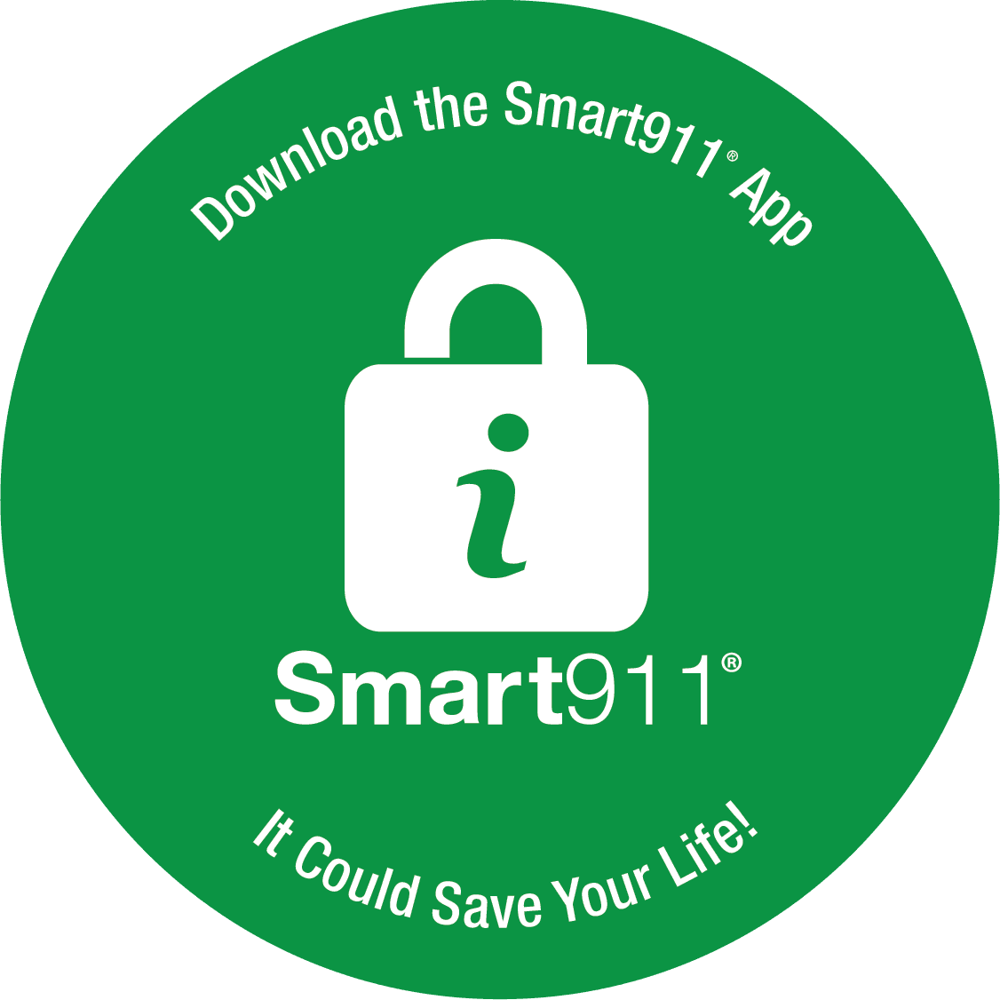 Download the Smart911® App
i
Smart911®
It Could Save Your Life!